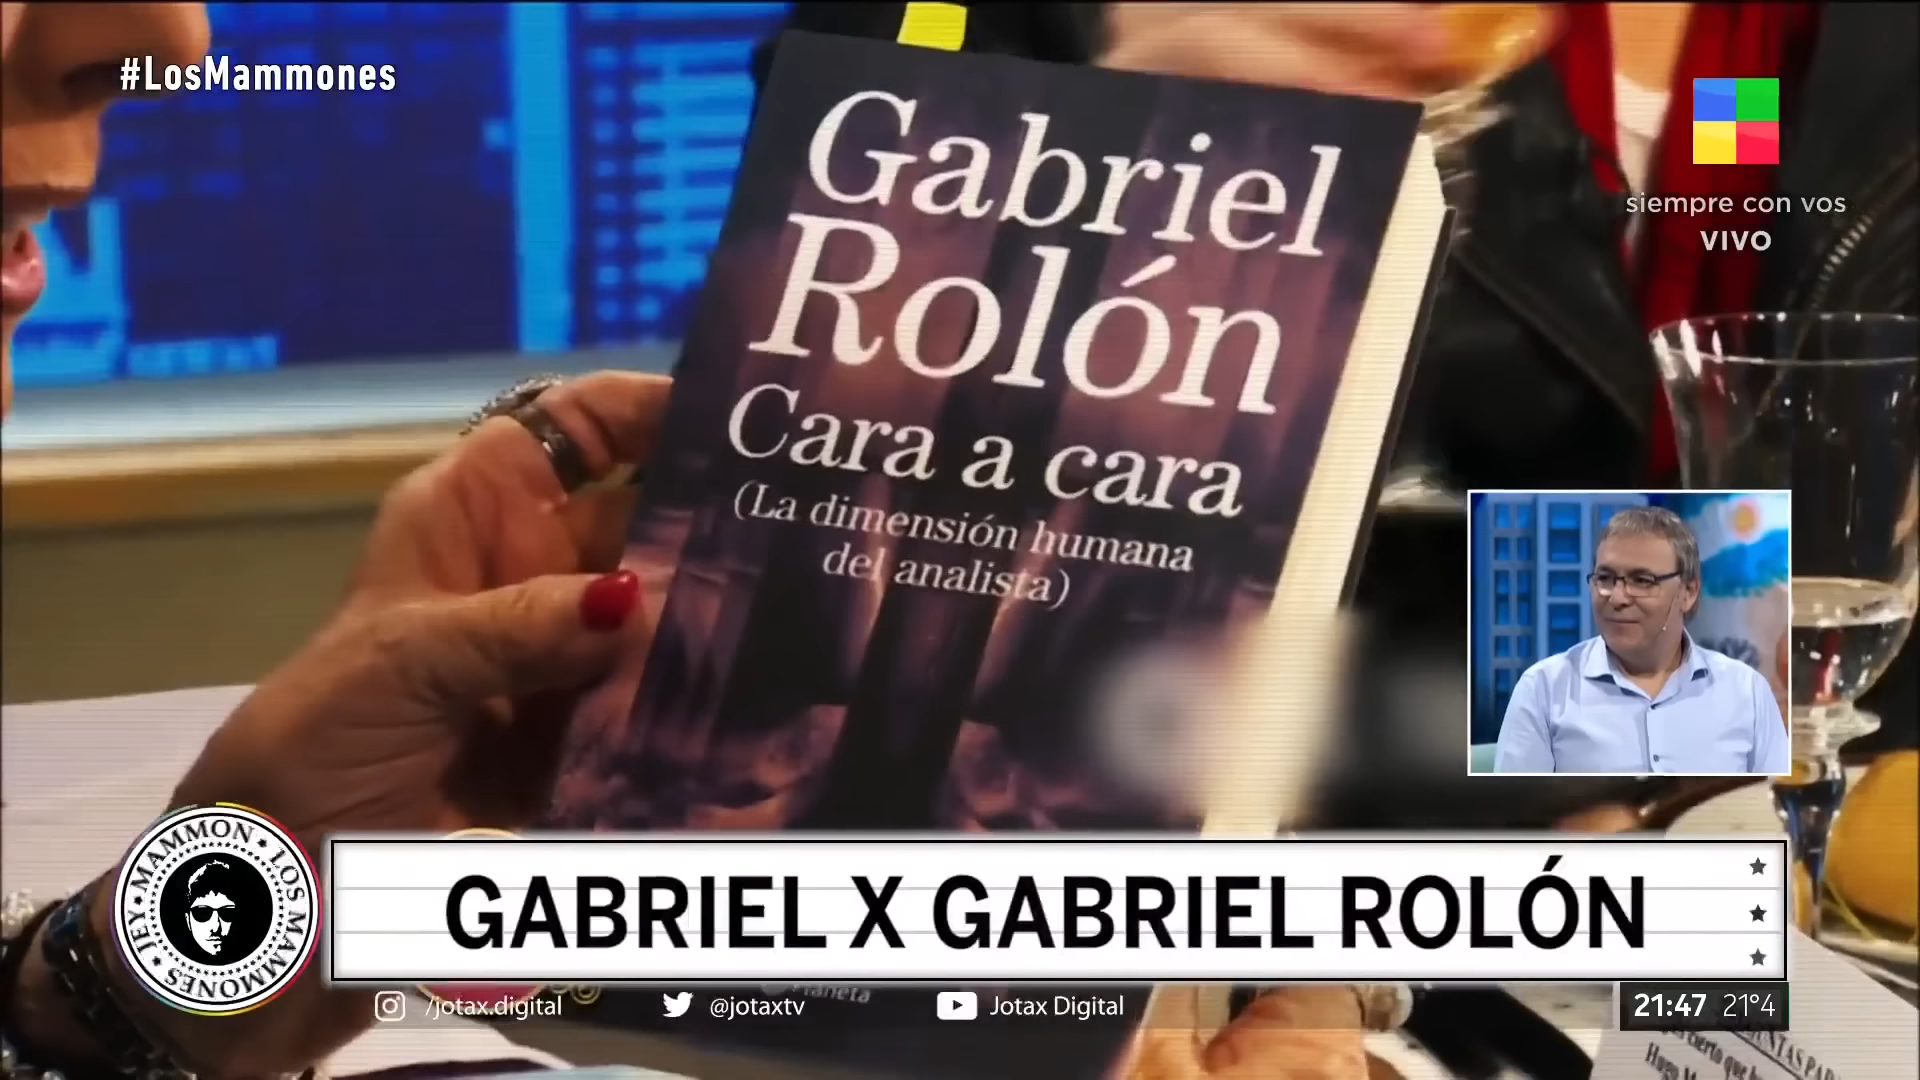 #LosMammones
siempre con vos
VIVO
Gabriel
Rolón
Cara a cara
(La dimensión humana
del analista)
JEY MAMMON LOS MAMMONES
GABRIEL X GABRIEL ROLÓN
Planeta
/jotax.digital
@jotaxtv
Jotax Digital
21:47 21°4